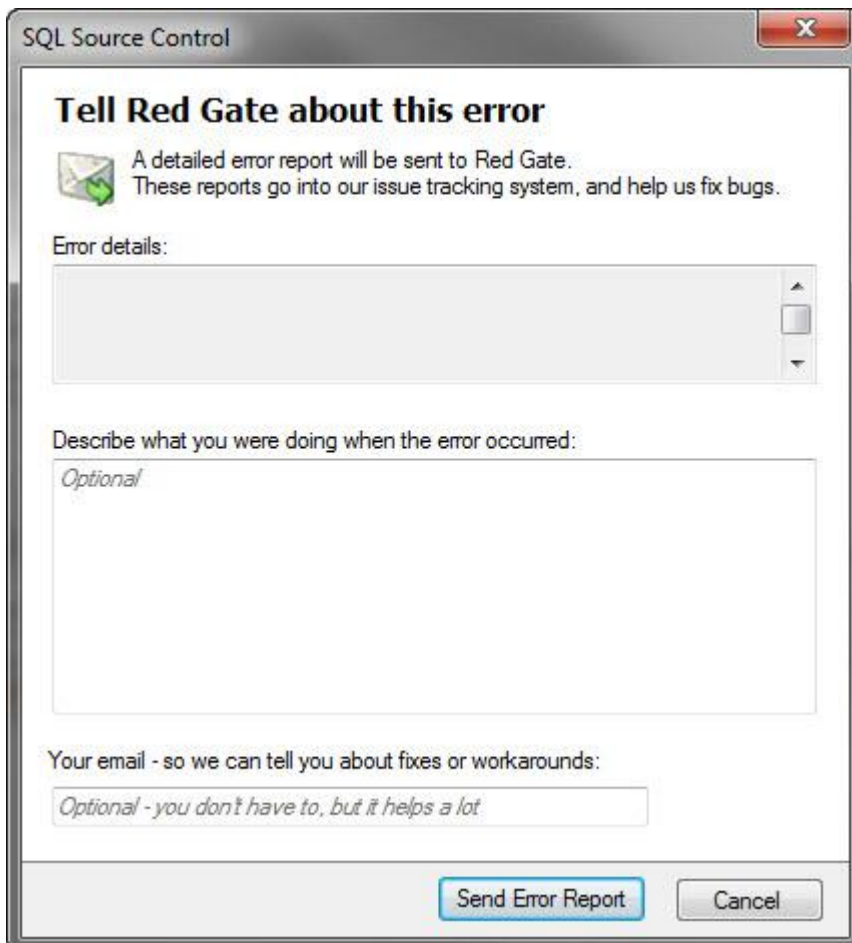 SQL Source Control
Tell Red Gate about this error
A detailed error report will be sent to Red Gate.
These reports go into our issue tracking system, and help us fix bugs.
Error details:
Describe what you were doing when the error occurred:
Optional
Your email - so we can tell you about fixes or workarounds:
Optional - you don't have to, but it helps a lot
Send Error Report
Cancel